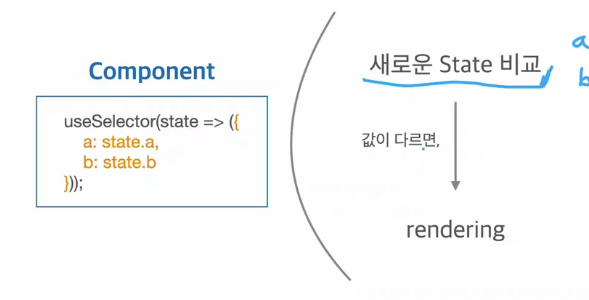 Component
useSelector(state => ({
a: state.a,
b: state.b
}));
새로운 State 비교
값이 다르면,
rendering
a
b